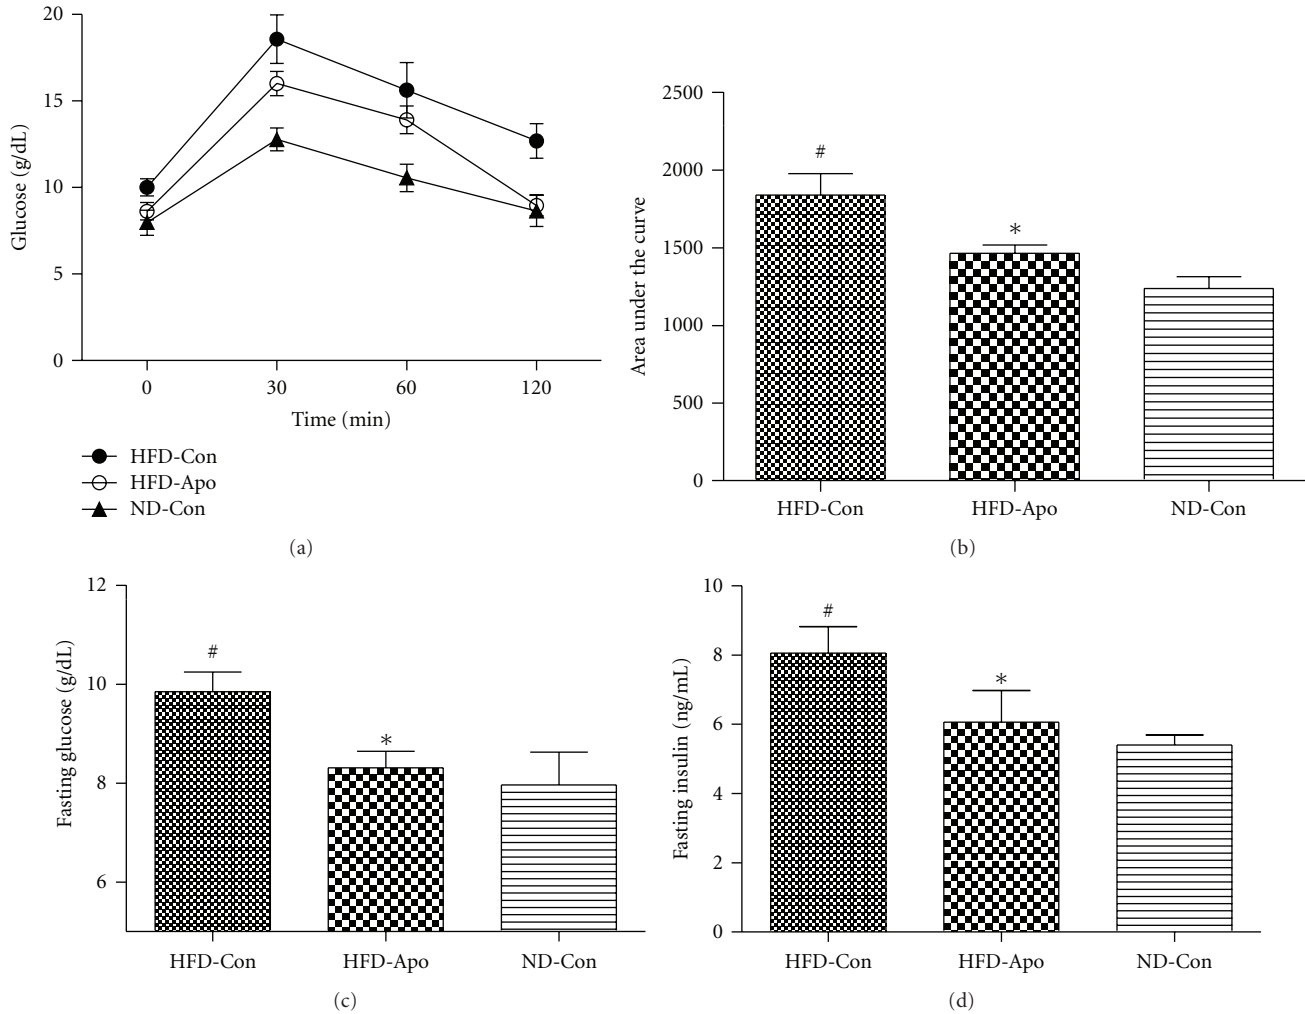 20
15
10
5
0
Glucose (g/dL)
0 30 60 120
Time (min)
HFD-Con
HFD-Apo
ND-Con
(a)
2500
2000
1500
1000
500
0
Area under the curve
#
*
HFD-Con HFD-Apo ND-Con
(b)
12
10
8
6
Fasting glucose (g/dL)
#
*
HFD-Con HFD-Apo ND-Con
(c)
10
8
6
4
2
0
Fasting insulin (ng/mL)
#
*
HFD-Con HFD-Apo ND-Con
(d)